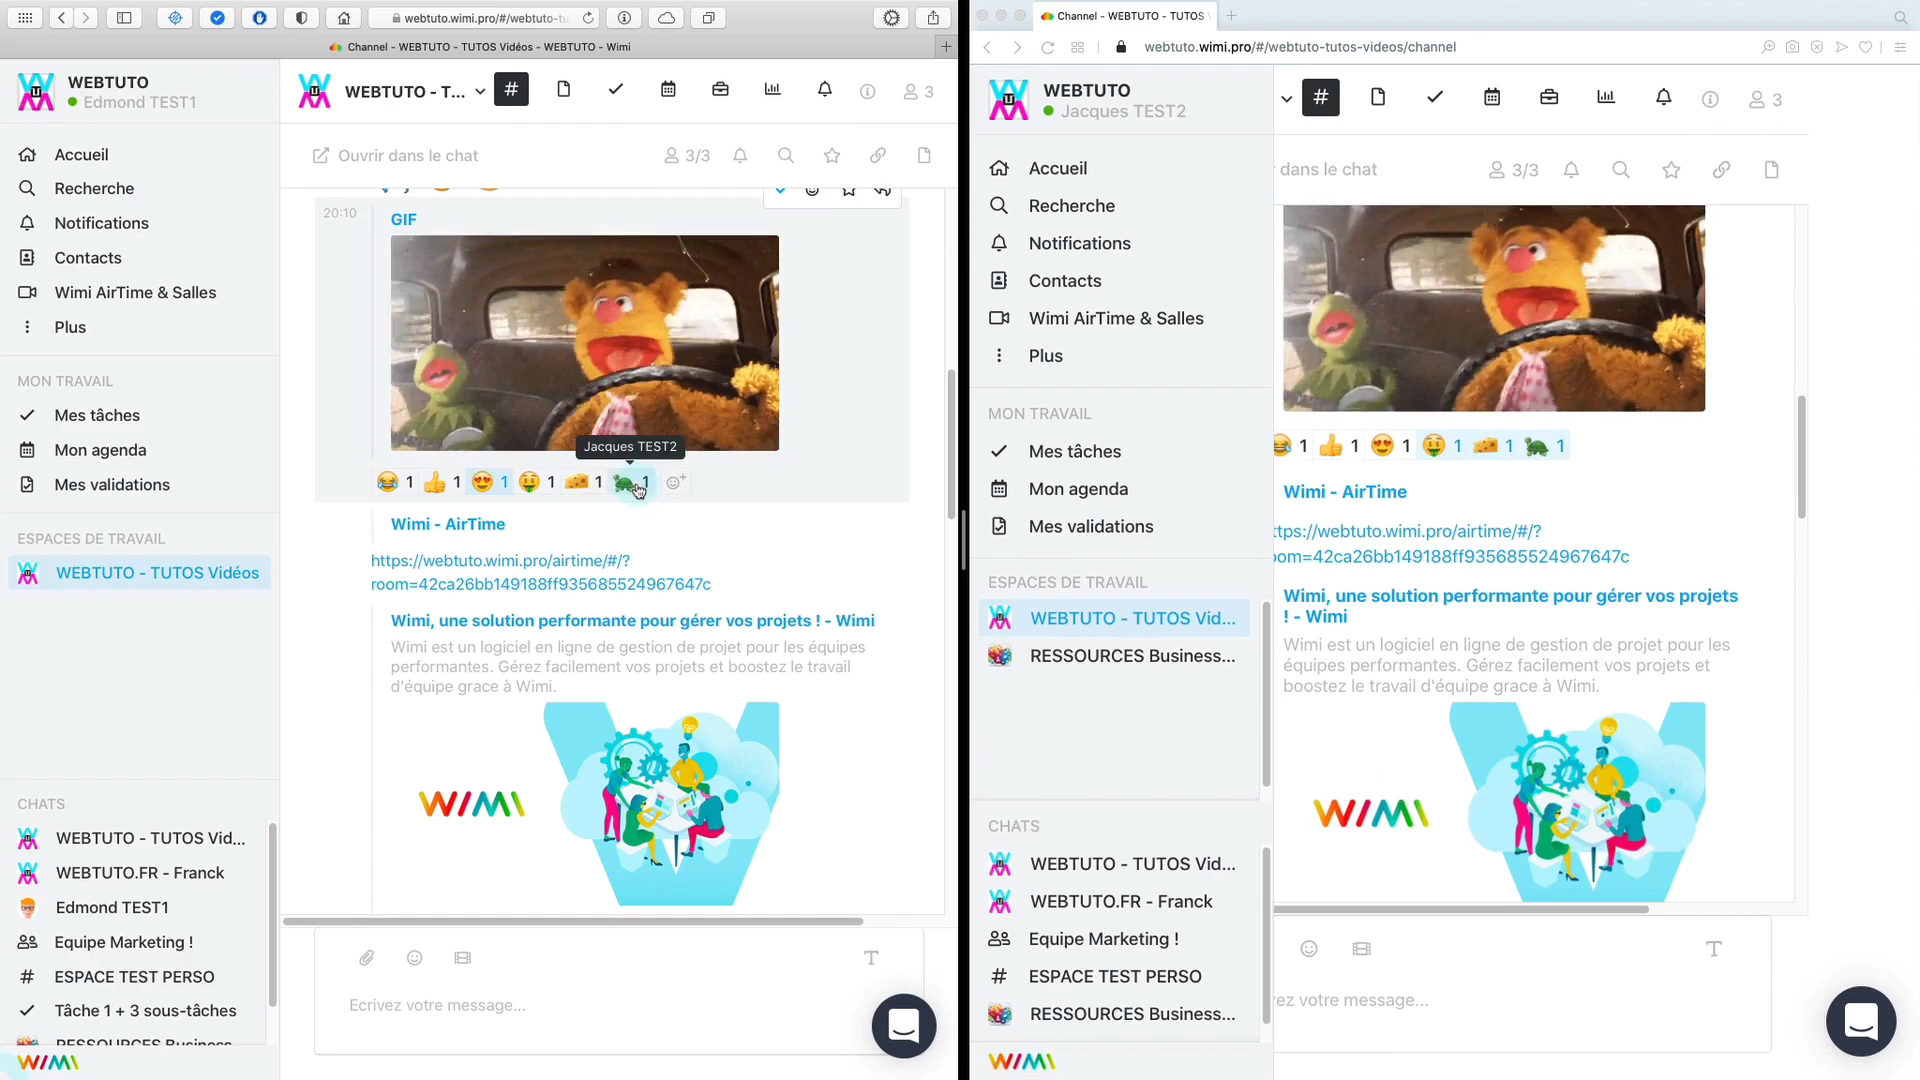 webtuto.wimi.pro/#/webtuto-tu
Channel - WEBTUTO - TUTOS Vidéos - WEBTUTO - Wimi
WEBTUTO
Edmond TEST1
WEBTUTO - T...
3
Accueil
Recherche
Notifications
Contacts
Wimi AirTime & Salles
Plus
MON TRAVAIL
Mes tâches
Mon agenda
Mes validations
ESPACES DE TRAVAIL
WEBTUTO - TUTOS Vidéos
CHATS
WEBTUTO - TUTOS Vid...
WEBTUTO.FR - Franck
Edmond TEST1
Equipe Marketing !
ESPACE TEST PERSO
Tâche 1 + 3 sous-tâches
RESSOURCES Business
WIMI
Ouvrir dans le chat
3/3
20:10
GIF
Jacques TEST2
1 1 1 1 1 1
Wimi - AirTime
https://webtuto.wimi.pro/airtime/#/?
room=42ca26bb149188ff935685524967647c
Wimi, une solution performante pour gérer vos projets ! - Wimi
Wimi est un logiciel en ligne de gestion de projet pour les équipes
performantes. Gérez facilement vos projets et boostez le travail
d'équipe grace à Wimi.
WIMI
Ecrivez votre message...
Channel - WEBTUTO - TUTOS
webtuto.wimi.pro/#/webtuto-tutos-videos/channel
WEBTUTO
Jacques TEST2
3
Accueil
Recherche
Notifications
Contacts
Wimi AirTime & Salles
Plus
MON TRAVAIL
Mes tâches
Mon agenda
Mes validations
ESPACES DE TRAVAIL
WEBTUTO - TUTOS Vid...
RESSOURCES Business...
CHATS
WEBTUTO - TUTOS Vid...
WEBTUTO.FR - Franck
Equipe Marketing !
ESPACE TEST PERSO
RESSOURCES Business...
WIMI
dans le chat
3/3
1 1 1 1 1 1
Wimi - AirTime
ttps://webtuto.wimi.pro/airtime/#/?
oom=42ca26bb149188ff935685524967647c
Wimi, une solution performante pour gérer vos projets
! - Wimi
Wimi est un logiciel en ligne de gestion de projet pour les
équipes performantes. Gérez facilement vos projets et
boostez le travail d'équipe grace à Wimi.
WIMI
ez votre message...